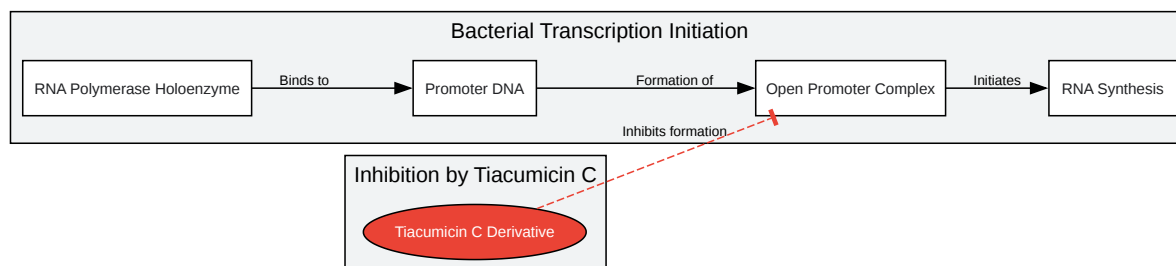 Bacterial Transcription Initiation
RNA Polymerase Holoenzyme
Binds to
Promoter DNA
Formation of
Open Promoter Complex
Initiates
RNA Synthesis
Inhibits formation
Inhibition by Tiacumicin C
Tiacumicin C Derivative